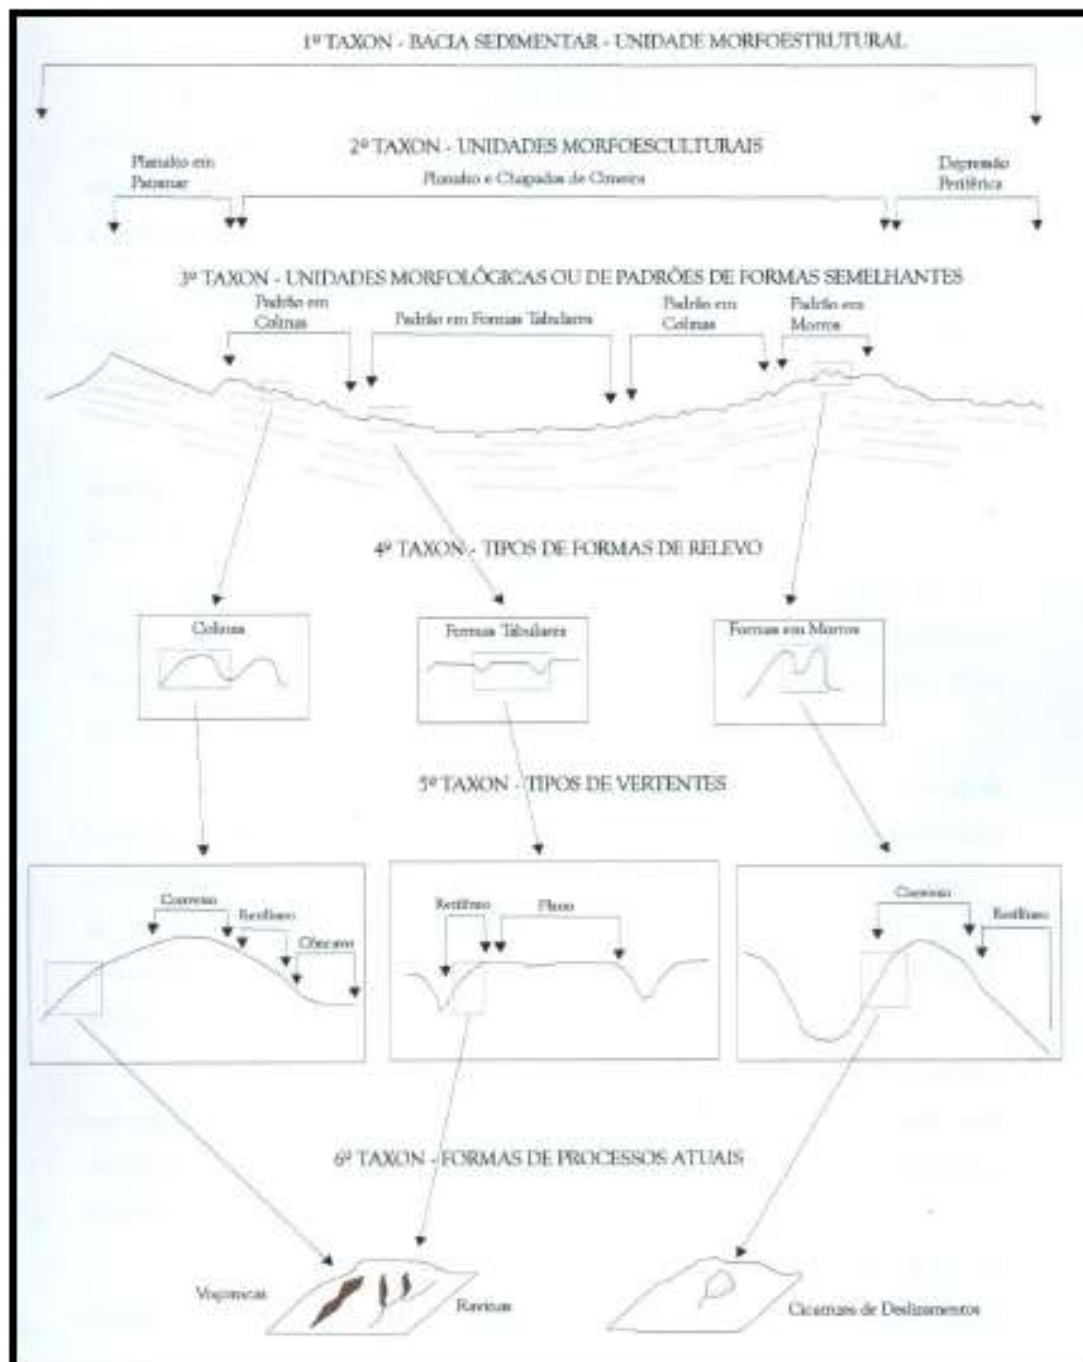 1º TAXON - BACIA SEDIMENTAR - UNIDADE MORFOESTRUTURAL
2º TAXON - UNIDADES MORFOESCULTURAIS
Planalto em
Patamar
Planalto e Chapadas de Cimeira
Depressão
Periférica
3º TAXON - UNIDADES MORFOLÓGICAS OU DE PADRÕES DE FORMAS SEMELHANTES
Padrão em
Colinas
Padrão em Formas Tabulares
Padrão em
Colinas
Padrão em
Morros
4º TAXON - TIPOS DE FORMAS DE RELEVO
Colinas
Formas Tabulares
Formas em Morros
5º TAXON - TIPOS DE VERTENTES
Convexo
Retilíneo
Côncavo
Retilíneo
Plano
Convexo
Retilíneo
6º TAXON - FORMAS DE PROCESSOS ATUAIS
Voçorocas
Ravinas
Cicatrizes de Deslizamentos